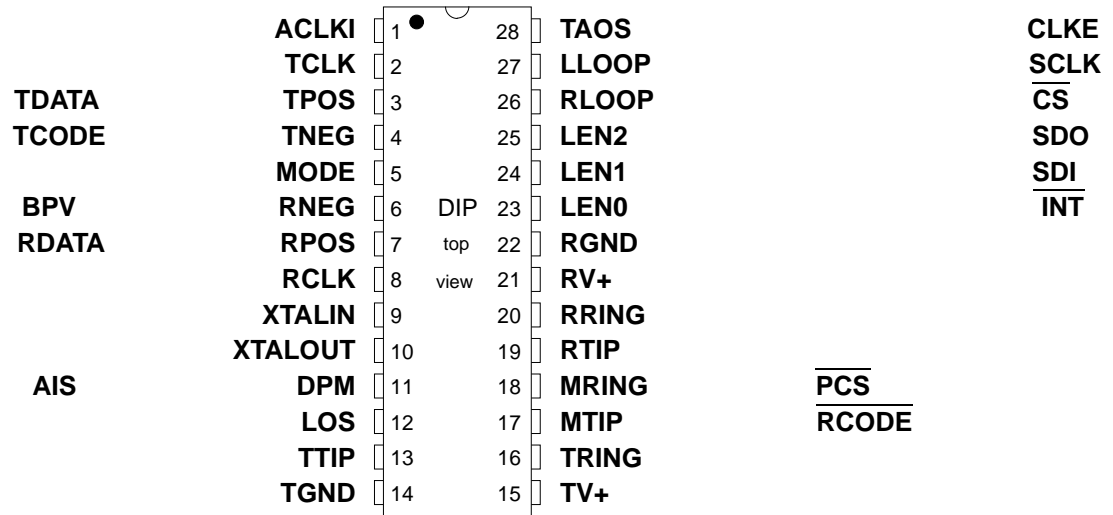 ACLKI 1 28 TAOS CLKE
TCLK 2 27 LLOOP SCLK
TDATA TPOS 3 26 RLOOP CS
TCODE TNEG 4 25 LEN2 SDO
MODE 5 24 LEN1 SDI
BPV RNEG 6 DIP 23 LEN0 INT
RDATA RPOS 7 top 22 RGND
RCLK 8 view 21 RV+
XTALIN 9 20 RRING
XTALOUT 10 19 RTIP
AIS DPM 11 18 MRING PCS
LOS 12 17 MTIP RCODE
TTIP 13 16 TRING
TGND 14 15 TV+